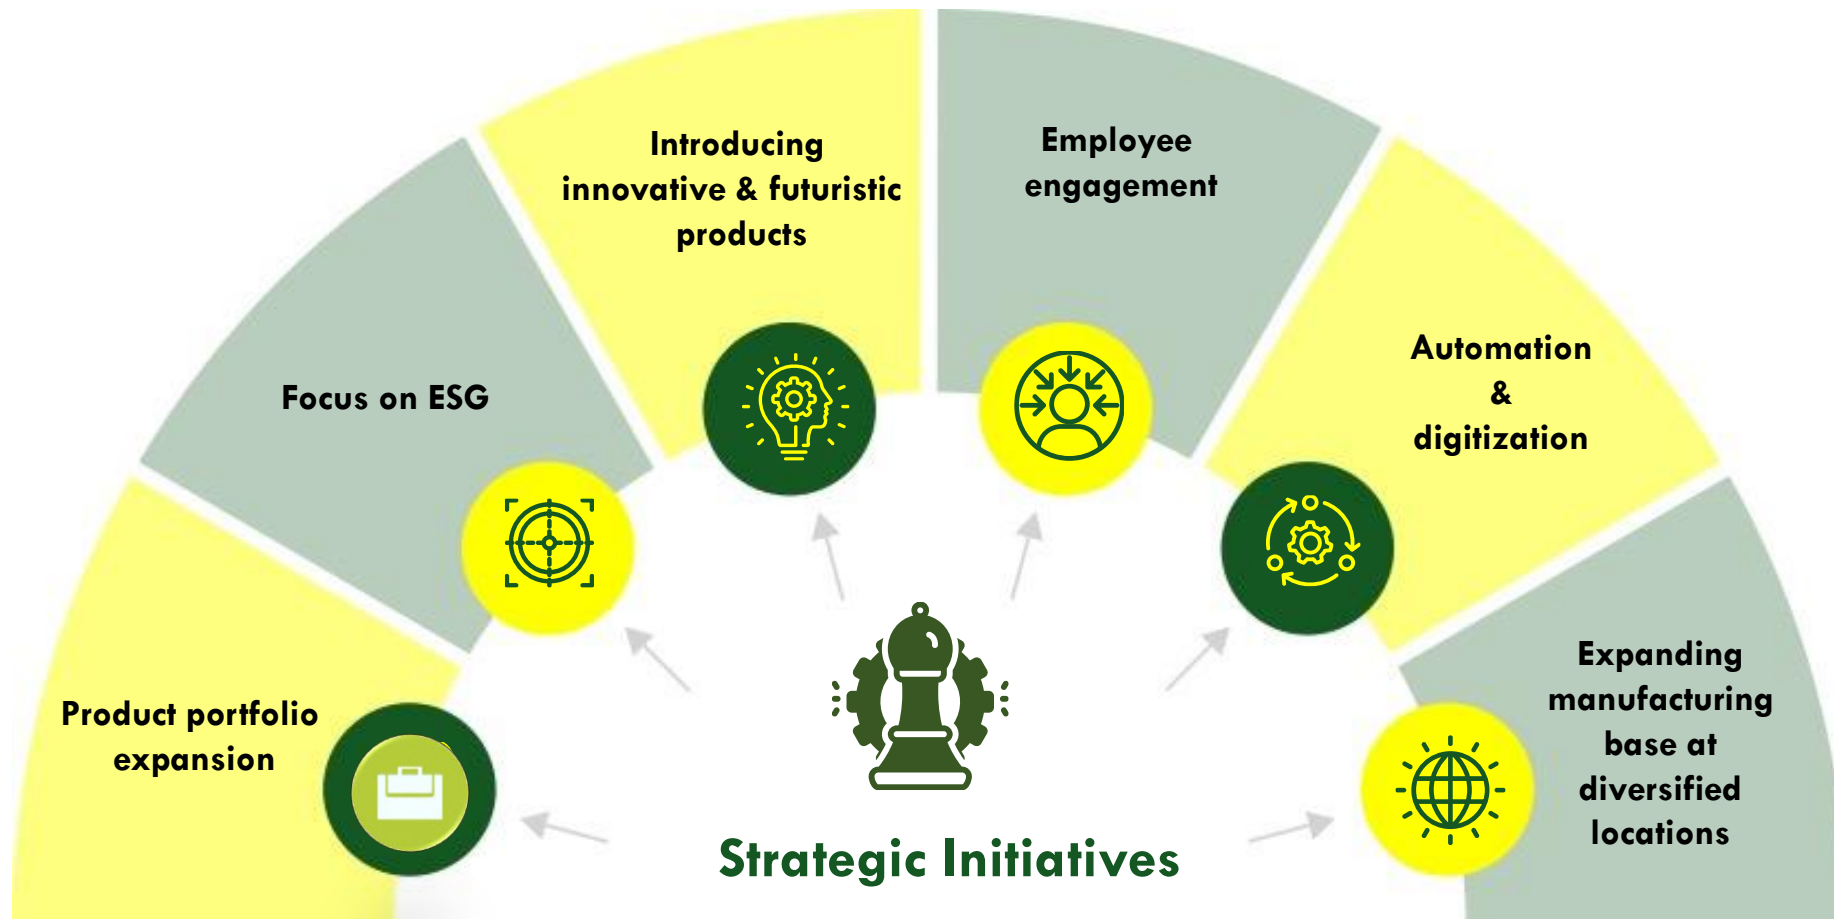 Introducing
innovative & futuristic
products
Employee
engagement
Automation
&
digitization
Focus on ESG
Expanding
manufacturing
base at
diversified
locations
Product portfolio
expansion
Strategic Initiatives